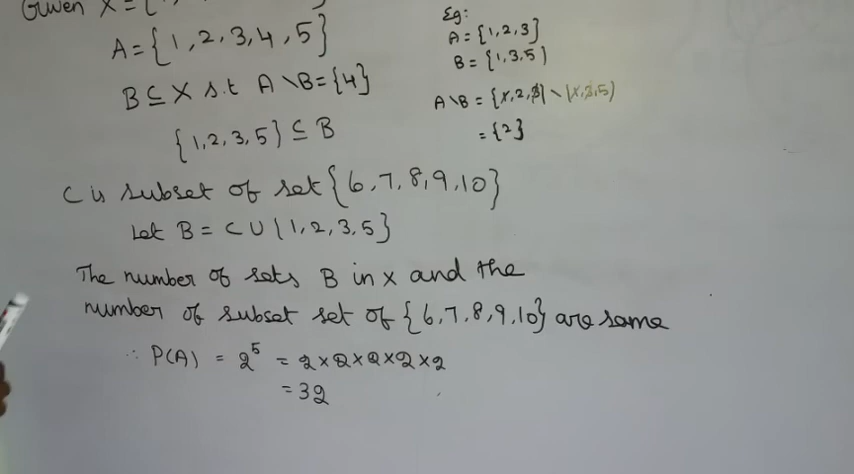 Given X = {1,
A = {1, 2, 3, 4, 5}
B ⊆ X s.t A \ B = {4}
{1, 2, 3, 5} ⊆ B
Eg:
A = {1, 2, 3}
B = {1, 3, 5}
A \ B = {1, 2, 3} \ {1, 3, 5}
= {2}
C is subset of set {6, 7, 8, 9, 10}
Let B = C ∪ {1, 2, 3, 5}
The number of sets B in X and the
number of subset set of {6, 7, 8, 9, 10} are same
∴ P(A) = 2⁵ = 2 × 2 × 2 × 2 × 2
= 32